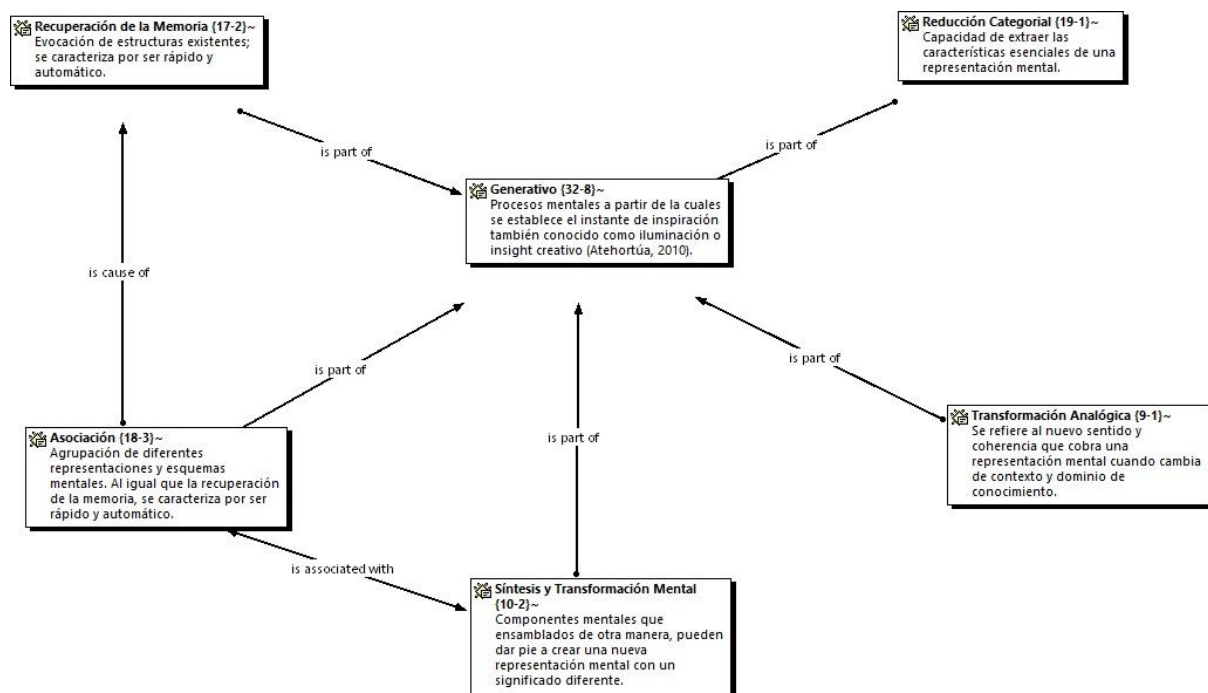 Recuperación de la Memoria {17-2}~
Evocación de estructuras existentes;
se caracteriza por ser rápido y
automático.
Reducción Categorial {19-1}~
Capacidad de extraer las
características esenciales de una
representación mental.
is part of
is part of
Generativo {32-8}~
Procesos mentales a partir de la cuales
se establece el instante de inspiración
también conocido como iluminación o
insight creativo (Atehortúa, 2010).
is cause of
is part of
is part of
is part of
Asociación {18-3}~
Agrupación de diferentes
representaciones y esquemas
mentales. Al igual que la recuperación
de la memoria, se caracteriza por ser
rápido y automático.
Transformación Analógica {9-1}~
Se refiere al nuevo sentido y
coherencia que cobra una
representación mental cuando cambia
de contexto y dominio de
conocimiento.
is associated with
Síntesis y Transformación Mental
{10-2}~
Componentes mentales que
ensamblados de otra manera, pueden
dar pie a crear una nueva
representación mental con un
significado diferente.